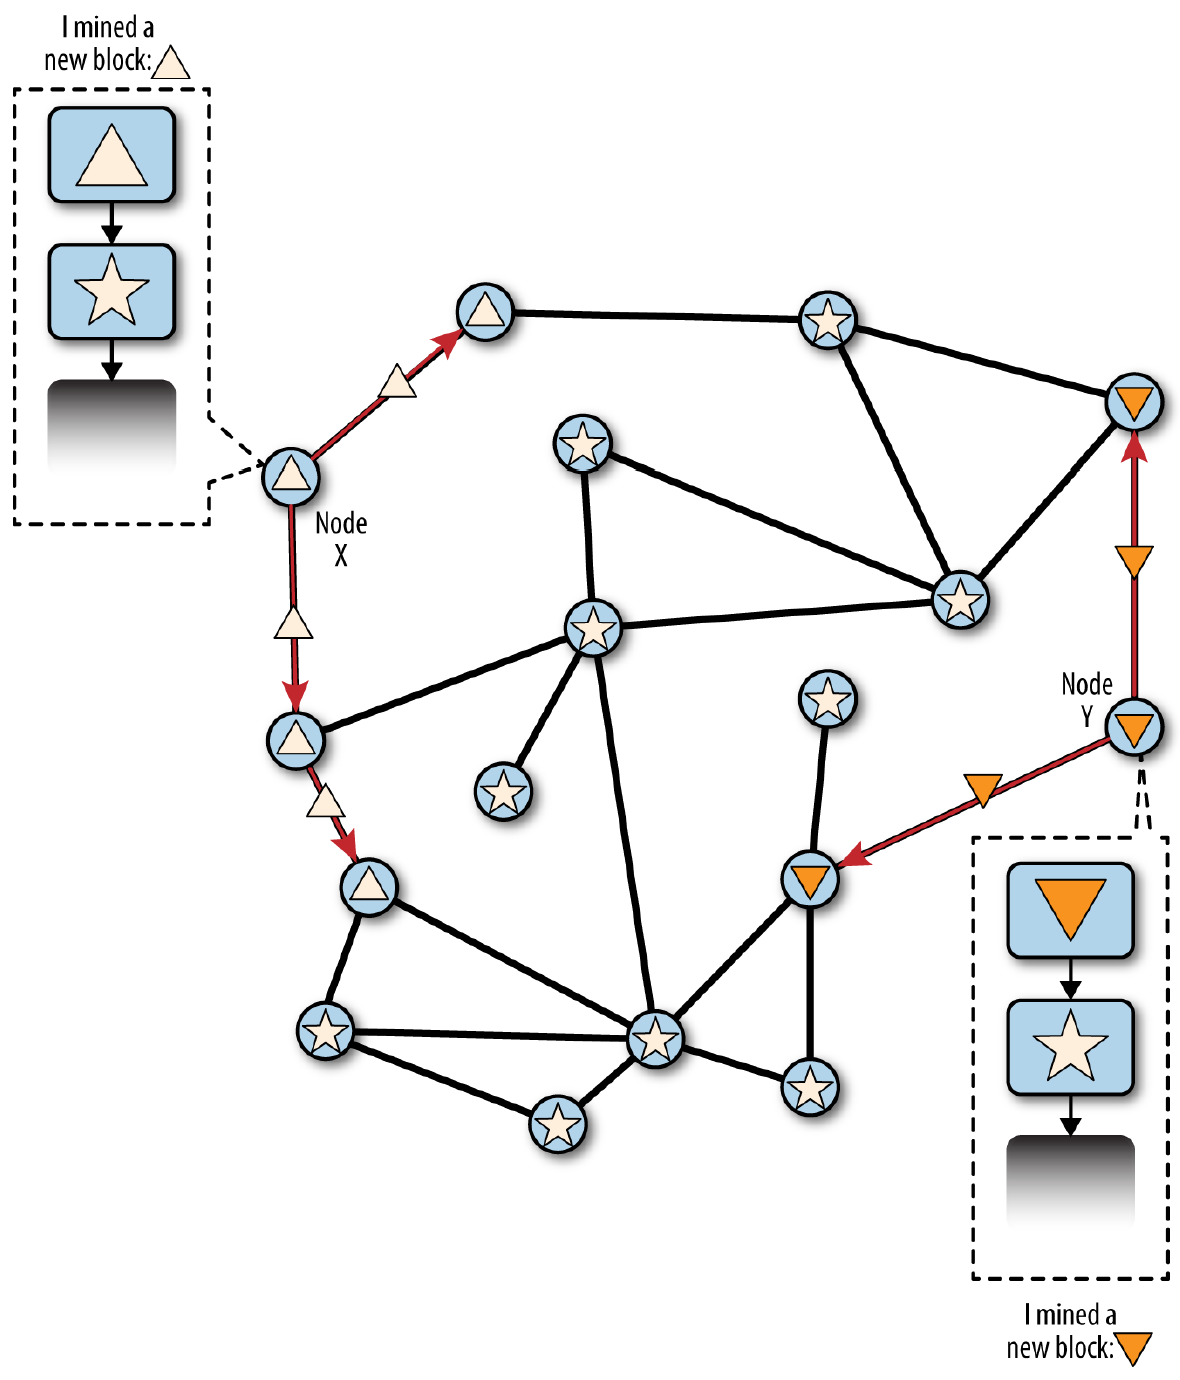 I mined a
new block:
Node
X
Node
Y
I mined a
new block: